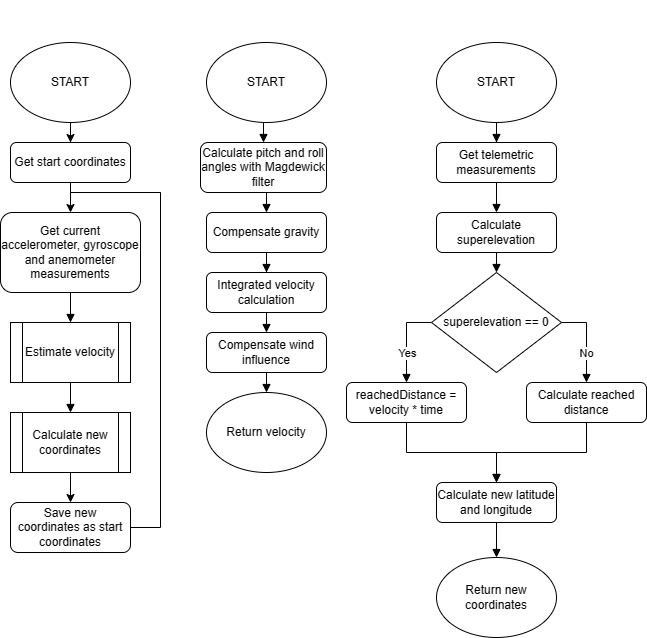 START
Get start coordinates
Get current
accelerometer, gyroscope
and anemometer
measurements
Estimate velocity
Calculate new
coordinates
Save new
coordinates as start
coordinates
START
Calculate pitch and roll
angles with Magdewick
filter
Compensate gravity
Integrated velocity
calculation
Compensate wind
influence
Return velocity
START
Get telemetric
measurements
Calculate
superelevation
superelevation == 0
Yes
No
reachedDistance =
velocity * time
Calculate reached
distance
Calculate new latitude
and longitude
Return new
coordinates